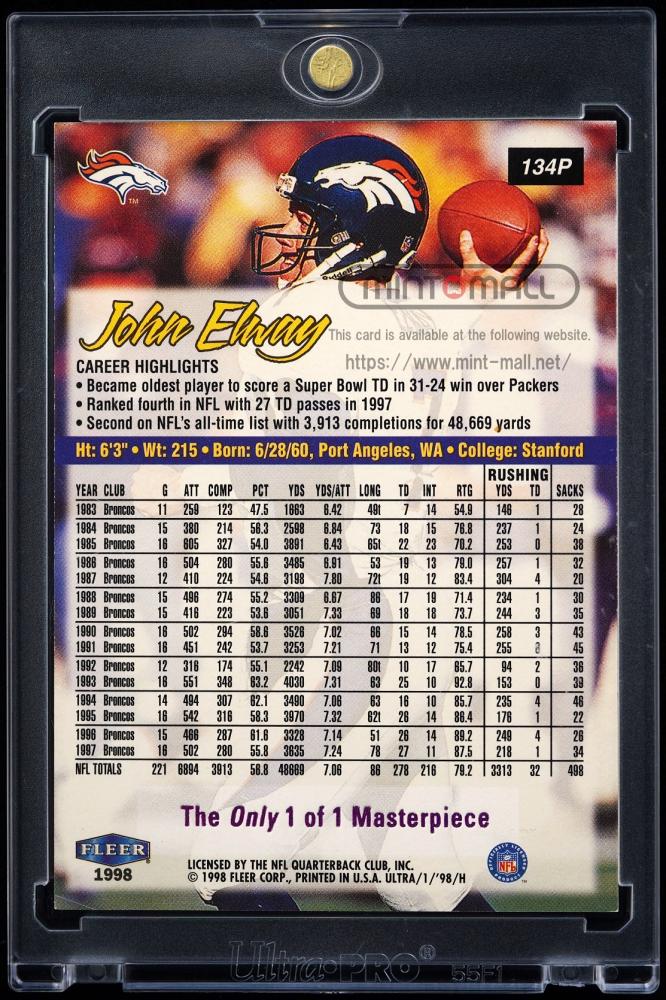 134P
TM
Riddell
MINT MALL
John Elway
This card is available at the following website.
https://www.mint-mall.net/
CAREER HIGHLIGHTS
• Became oldest player to score a Super Bowl TD in 31-24 win over Packers
• Ranked fourth in NFL with 27 TD passes in 1997
• Second on NFL's all-time list with 3,913 completions for 48,669 yards
Ht: 6'3" • Wt: 215 • Born: 6/28/60, Port Angeles, WA • College: Stanford
RUSHING
YEAR CLUB G ATT COMP PCT YDS YDS/ATT LONG TD INT RTG YDS TD SACKS
1983 Broncos 11 259 123 47.5 1663 6.42 49t 7 14 54.9 146 1 28
1984 Broncos 15 380 214 56.3 2598 6.84 73 18 15 76.8 237 1 24
1985 Broncos 16 605 327 54.0 3891 6.43 65t 22 23 70.2 253 0 38
1986 Broncos 16 504 280 55.6 3485 6.91 53 19 13 79.0 257 1 32
1987 Broncos 12 410 224 54.6 3198 7.80 72t 19 12 83.4 304 4 20
1988 Broncos 15 496 274 55.2 3309 6.67 86 17 19 71.4 234 1 30
1989 Broncos 15 416 223 53.6 3051 7.33 69 18 18 73.7 244 3 35
1990 Broncos 16 502 294 58.6 3526 7.02 66 15 14 78.5 258 3 43
1991 Broncos 16 451 242 53.7 3253 7.21 71 13 12 75.4 255 45
1992 Broncos 12 316 174 55.1 2242 7.09 80t 10 17 65.7 94 2 36
1993 Broncos 16 551 348 63.2 4030 7.31 63 25 10 92.8 153 0 39
1994 Broncos 14 494 307 62.1 3490 7.06 63 16 10 85.7 235 4 46
1995 Broncos 16 542 316 58.3 3970 7.32 62t 26 14 86.4 176 1 22
1996 Broncos 15 466 287 61.6 3328 7.14 51 26 14 89.2 249 4 26
1997 Broncos 16 502 280 55.8 3635 7.24 78 27 11 87.5 218 1 34
NFL TOTALS 221 6894 3913 56.8 48669 7.06 86 278 216 79.2 3313 32 498
The Only 1 of 1 Masterpiece
FLEER
1998
LICENSED BY THE NFL QUARTERBACK CLUB, INC.
© 1998 FLEER CORP., PRINTED IN U.S.A. ULTRA/1/'98/H
OFFICIALLY LICENSED
NFL
PRODUCT
TM
Ultra•PRO®
55F1